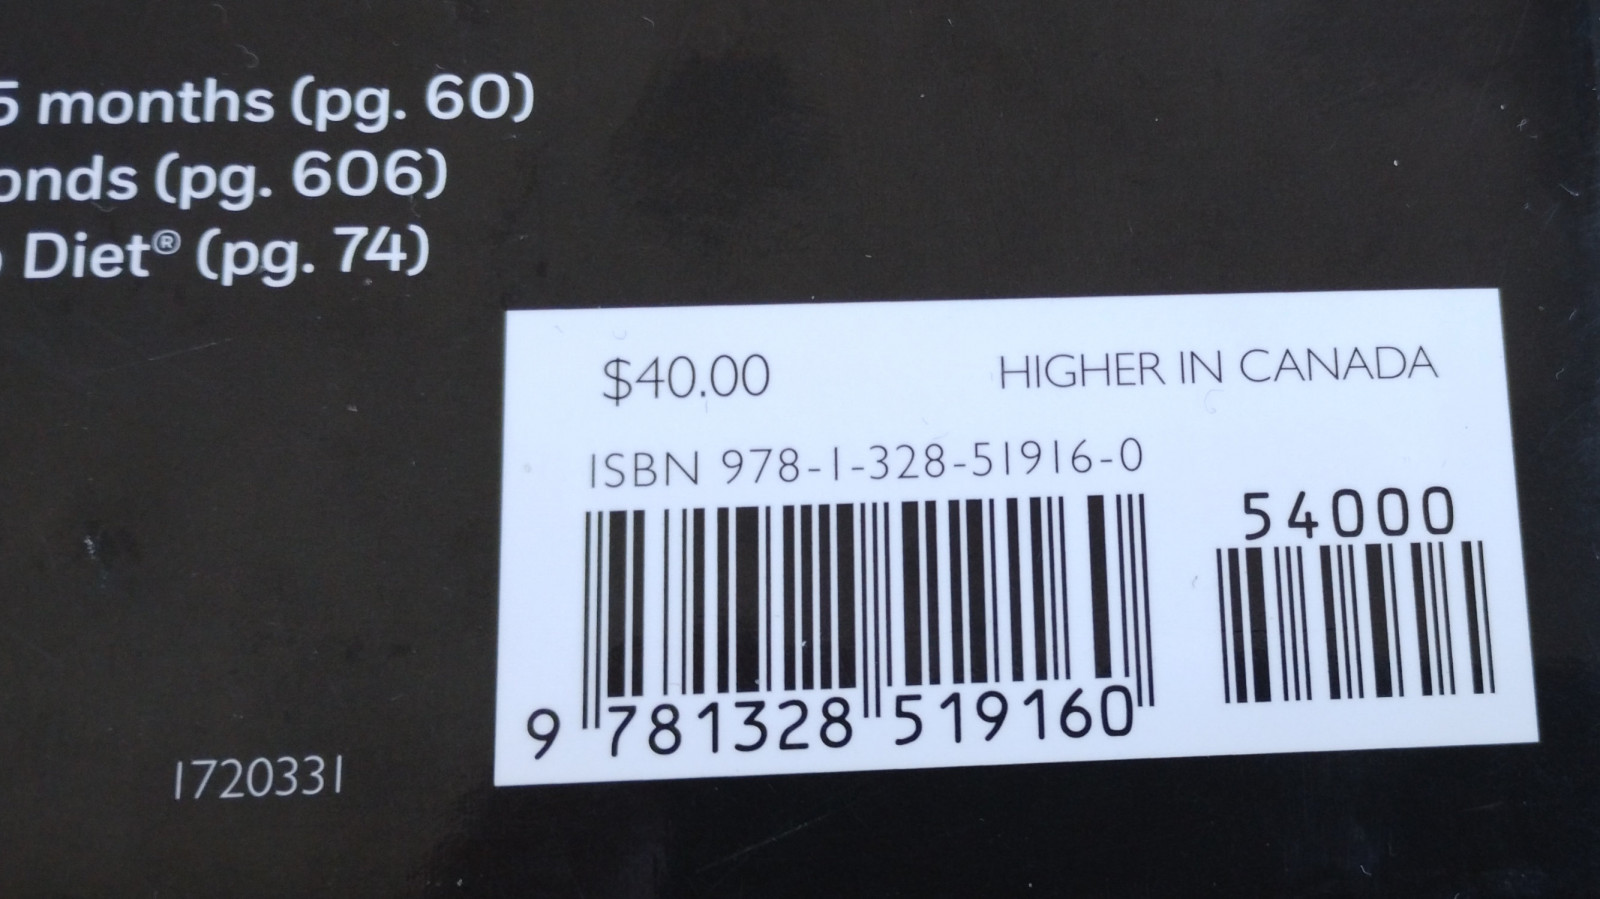 5 months (pg. 60)
onds (pg. 606)
Diet® (pg. 74)
$40.00 HIGHER IN CANADA
ISBN 978-1-328-51916-0
54000
9 781328 519160
1720331